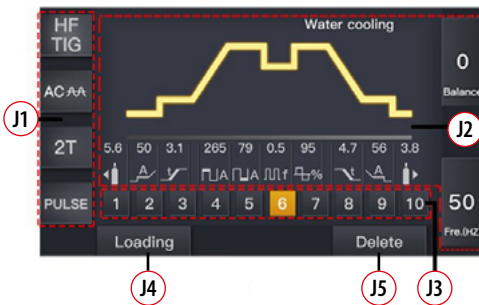 HF
TIG
Water cooling
0
Balance
AC
J1
J2
2T
5.6 50 3.1 265 79 0.5 95 4.7 56 3.8
A A A f % A
PULSE
1 2 3 4 5 6 7 8 9 10
50
Fre.(HZ
Loading
Delete
J4
J5
J3